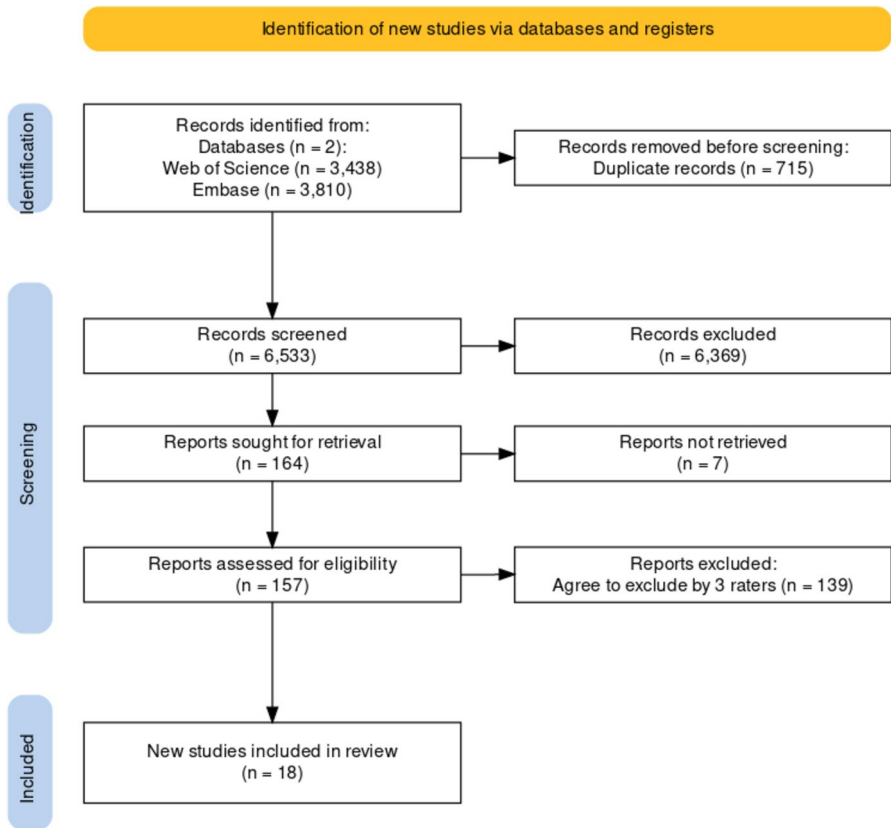 Identification of new studies via databases and registers
Identification
Records identified from:
Databases (n = 2):
Web of Science (n = 3,438)
Embase (n = 3,810)
Records removed before screening:
Duplicate records (n = 715)
Screening
Records screened
(n = 6,533)
Records excluded
(n = 6,369)
Reports sought for retrieval
(n = 164)
Reports not retrieved
(n = 7)
Reports assessed for eligibility
(n = 157)
Reports excluded:
Agree to exclude by 3 raters (n = 139)
Included
New studies included in review
(n = 18)